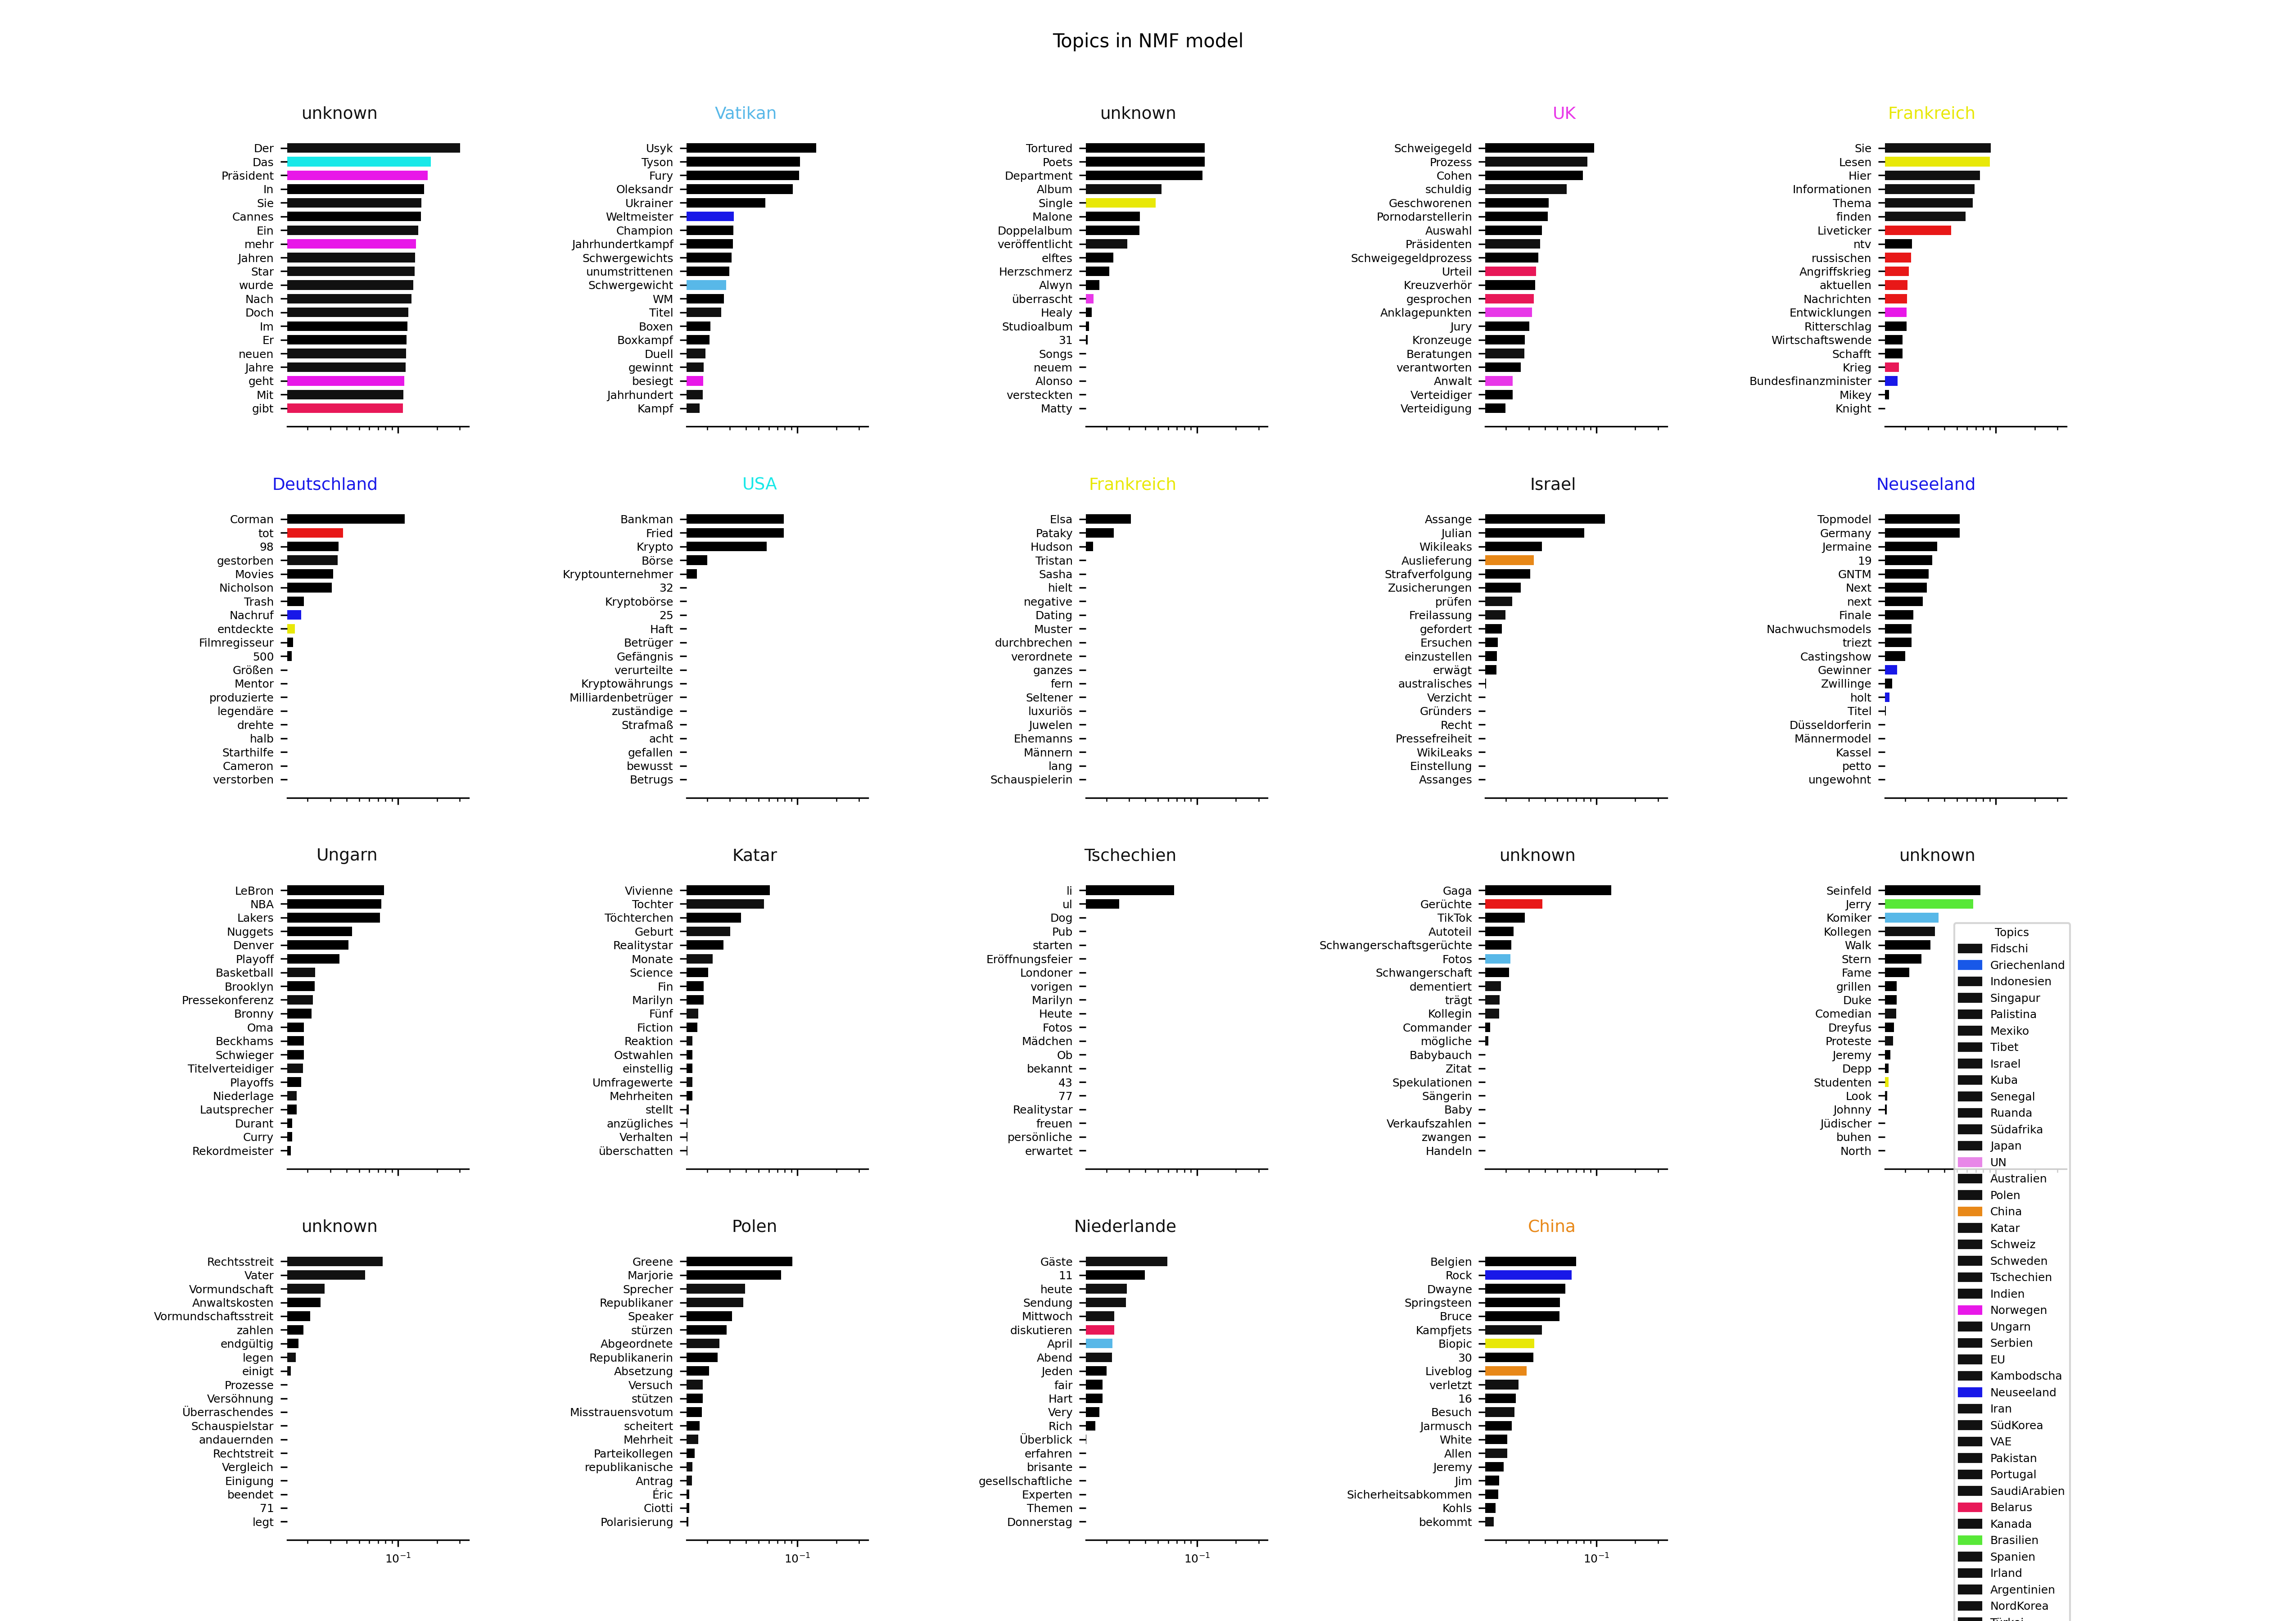 Topics in NMF model
unknown
Der
Das
Präsident
In
Sie
Cannes
Ein
mehr
Jahren
Star
wurde
Nach
Doch
Im
Er
neuen
Jahre
geht
Mit
gibt
Vatikan
Usyk
Tyson
Fury
Oleksandr
Ukrainer
Weltmeister
Champion
Jahrhundertkampf
Schwergewichts
unumstrittenen
Schwergewicht
WM
Titel
Boxen
Boxkampf
Duell
gewinnt
besiegt
Jahrhundert
Kampf
unknown
Tortured
Poets
Department
Album
Single
Malone
Doppelalbum
veröffentlicht
elftes
Herzschmerz
Alwyn
überrascht
Healy
Studioalbum
31
Songs
neuem
Alonso
versteckten
Matty
UK
Schweigegeld
Prozess
Cohen
schuldig
Geschworenen
Pornodarstellerin
Auswahl
Präsidenten
Schweigegeldprozess
Urteil
Kreuzverhör
gesprochen
Anklagepunkten
Jury
Kronzeuge
Beratungen
verantworten
Anwalt
Verteidiger
Verteidigung
Frankreich
Sie
Lesen
Hier
Informationen
Thema
finden
Liveticker
ntv
russischen
Angriffskrieg
aktuellen
Nachrichten
Entwicklungen
Ritterschlag
Wirtschaftswende
Schafft
Krieg
Bundesfinanzminister
Mikey
Knight
Deutschland
Corman
tot
98
gestorben
Movies
Nicholson
Trash
Nachruf
entdeckte
Filmregisseur
500
Größen
Mentor
produzierte
legendäre
drehte
halb
Starthilfe
Cameron
verstorben
USA
Bankman
Fried
Krypto
Börse
Kryptounternehmer
32
Kryptobörse
25
Haft
Betrüger
Gefängnis
verurteilte
Kryptowährungs
Milliardenbetrüger
zuständige
Strafmaß
acht
gefallen
bewusst
Betrugs
Frankreich
Elsa
Pataky
Hudson
Tristan
Sasha
hielt
negative
Dating
Muster
durchbrechen
verordnete
ganzes
fern
Seltener
luxuriös
Juwelen
Ehemanns
Männern
lang
Schauspielerin
Israel
Assange
Julian
Wikileaks
Auslieferung
Strafverfolgung
Zusicherungen
prüfen
Freilassung
gefordert
Ersuchen
einzustellen
erwägt
australisches
Verzicht
Gründers
Recht
Pressefreiheit
WikiLeaks
Einstellung
Assanges
Neuseeland
Topmodel
Germany
Jermaine
19
GNTM
Next
next
Finale
Nachwuchsmodels
triezt
Castingshow
Gewinner
Zwillinge
holt
Titel
Düsseldorferin
Männermodel
Kassel
petto
ungewohnt
Ungarn
LeBron
NBA
Lakers
Nuggets
Denver
Playoff
Basketball
Brooklyn
Pressekonferenz
Bronny
Oma
Beckhams
Schwieger
Titelverteidiger
Playoffs
Niederlage
Lautsprecher
Durant
Curry
Rekordmeister
Katar
Vivienne
Tochter
Töchterchen
Geburt
Realitystar
Monate
Science
Fin
Marilyn
Fünf
Fiction
Reaktion
Ostwahlen
einstellig
Umfragewerte
Mehrheiten
stellt
anzügliches
Verhalten
überschatten
Tschechien
li
ul
Dog
Pub
starten
Eröffnungsfeier
Londoner
vorigen
Marilyn
Heute
Fotos
Mädchen
Ob
bekannt
43
77
Realitystar
freuen
persönliche
erwartet
unknown
Gaga
Gerüchte
TikTok
Autoteil
Schwangerschaftsgerüchte
Fotos
Schwangerschaft
dementiert
trägt
Kollegin
Commander
mögliche
Babybauch
Zitat
Spekulationen
Sängerin
Baby
Verkaufszahlen
zwangen
Handeln
unknown
Seinfeld
Jerry
Komiker
Kollegen
Walk
Stern
Fame
grillen
Duke
Comedian
Dreyfus
Proteste
Jeremy
Depp
Studenten
Look
Johnny
Jüdischer
buhen
North
unknown
Rechtsstreit
Vater
Vormundschaft
Anwaltskosten
Vormundschaftsstreit
zahlen
endgültig
legen
einigt
Prozesse
Versöhnung
Überraschendes
Schauspielstar
andauernden
Rechtstreit
Vergleich
Einigung
beendet
71
legt
10⁻¹
Polen
Greene
Marjorie
Sprecher
Republikaner
Speaker
stürzen
Abgeordnete
Republikanerin
Absetzung
Versuch
stützen
Misstrauensvotum
scheitert
Mehrheit
Parteikollegen
republikanische
Antrag
Éric
Ciotti
Polarisierung
10⁻¹
Niederlande
Gäste
11
heute
Sendung
Mittwoch
diskutieren
April
Abend
Jeden
fair
Hart
Very
Rich
Überblick
erfahren
brisante
gesellschaftliche
Experten
Themen
Donnerstag
10⁻¹
China
Belgien
Rock
Dwayne
Springsteen
Bruce
Kampfjets
Biopic
30
Liveblog
verletzt
16
Besuch
Jarmusch
White
Allen
Jeremy
Jim
Sicherheitsabkommen
Kohls
bekommt
10⁻¹
Topics
Fidschi
Griechenland
Indonesien
Singapur
Palistina
Mexiko
Tibet
Israel
Kuba
Senegal
Ruanda
Südafrika
Japan
UN
Australien
Polen
China
Katar
Schweiz
Schweden
Tschechien
Indien
Norwegen
Ungarn
Serbien
EU
Kambodscha
Neuseeland
Iran
SüdKorea
VAE
Pakistan
Portugal
SaudiArabien
Belarus
Kanada
Brasilien
Spanien
Irland
Argentinien
NordKorea